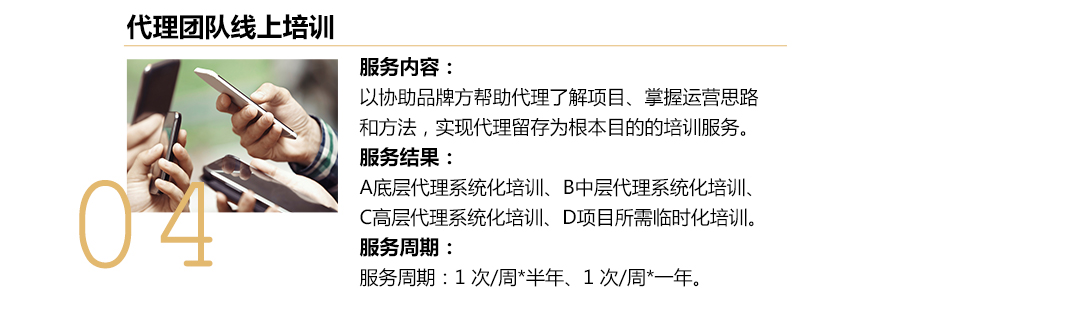 代理团队线上培训
服务内容：
以协助品牌方帮助代理了解项目、掌握运营思路
和方法，实现代理留存为根本目的的培训服务。
服务结果：
A底层代理系统化培训、B中层代理系统化培训、
C高层代理系统化培训、D项目所需临时化培训。
服务周期：
服务周期：1 次/周*半年、1 次/周*一年。
04